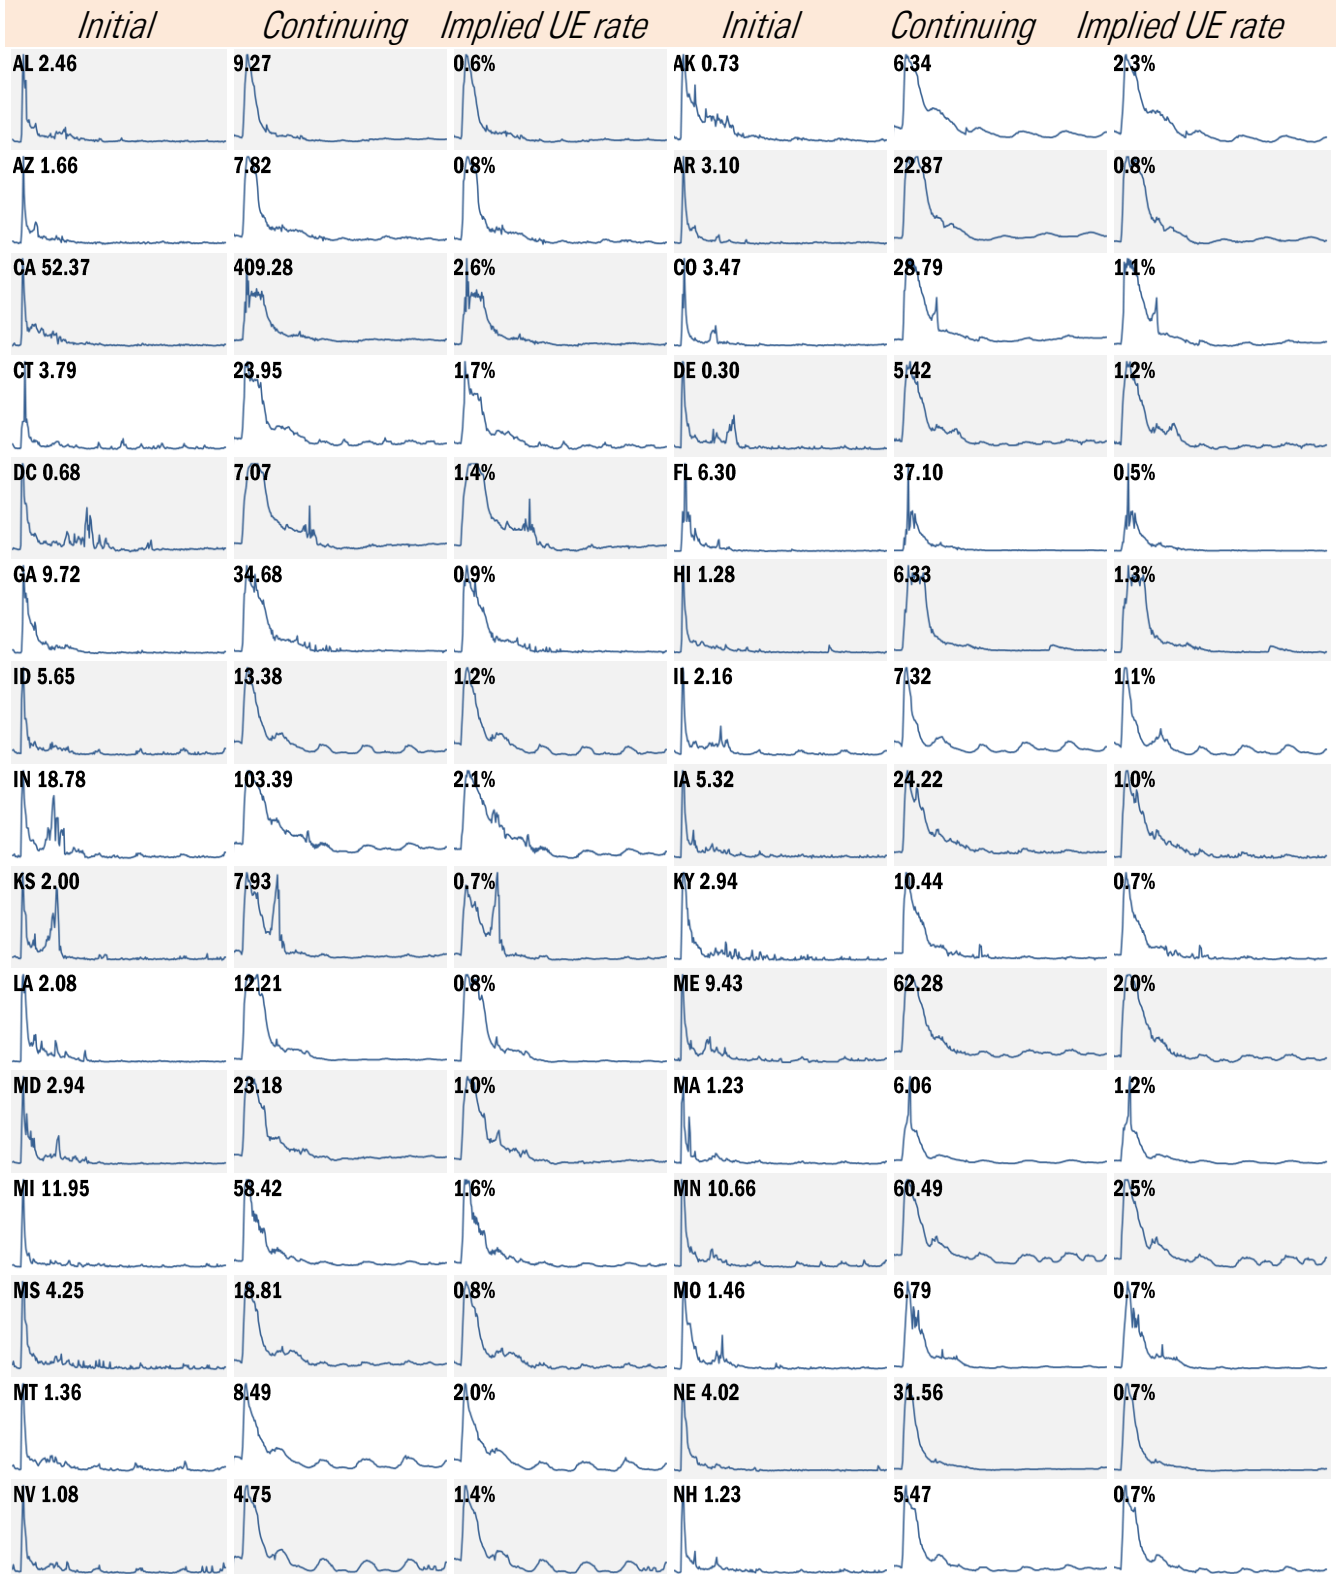 Initial Continuing Implied UE rate Initial Continuing Implied UE rate
AL 2.46 9.27 0.6% AK 0.73 6.34 2.3%
AZ 1.66 7.82 0.8% AR 3.10 22.87 0.8%
CA 52.37 409.28 2.6% CO 3.47 28.79 1.1%
CT 3.79 23.95 1.7% DE 0.30 5.42 1.2%
DC 0.68 7.07 1.4% FL 6.30 37.10 0.5%
GA 9.72 34.68 0.9% HI 1.28 6.33 1.3%
ID 5.65 13.38 1.2% IL 2.16 7.32 1.1%
IN 18.78 103.39 2.1% IA 5.32 24.22 1.0%
KS 2.00 7.93 0.7% KY 2.94 10.44 0.7%
LA 2.08 12.21 0.8% ME 9.43 62.28 2.0%
MD 2.94 23.18 1.0% MA 1.23 6.06 1.2%
MI 11.95 58.42 1.6% MN 10.66 60.49 2.5%
MS 4.25 18.81 0.8% MO 1.46 6.79 0.7%
MT 1.36 8.49 2.0% NE 4.02 31.56 0.7%
NV 1.08 4.75 1.4% NH 1.23 5.47 0.7%